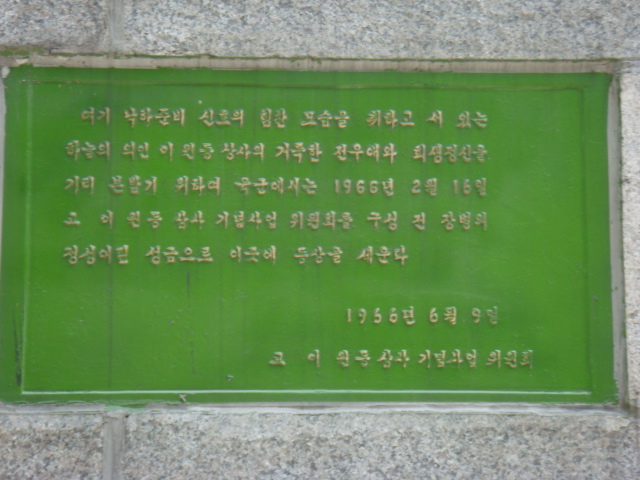 여기 낙하준비 신호의 힘찬 모습을 취하고 서 있는
하늘의 의인 이원등 상사의 거룩한 전우애와 희생정신을
기리 본받기 위하여 육군에서는 1966년 2월 16일
고 이 원등 상사 기념사업 위원회를 구성 전 장병의
정성어린 성금으로 이곳에 동상을 세운다
1966년 6월 9일
고 이 원등 상사 기념사업 위원회